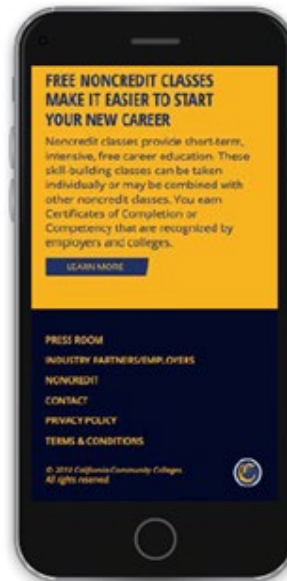 FREE NONCREDIT CLASSES
MAKE IT EASIER TO START
YOUR NEW CAREER
Noncredit classes provide short-term,
intensive, free career education. These
skill-building classes can be taken
individually or may be combined with
other noncredit classes. You earn
Certificates of Completion or
Competency that are recognized by
employers and colleges.
LEARN MORE
PRESS ROOM
INDUSTRY PARTNERS/EMPLOYERS
NONCREDIT
CONTACT
PRIVACY POLICY
TERMS & CONDITIONS
© California Community Colleges
All rights reserved